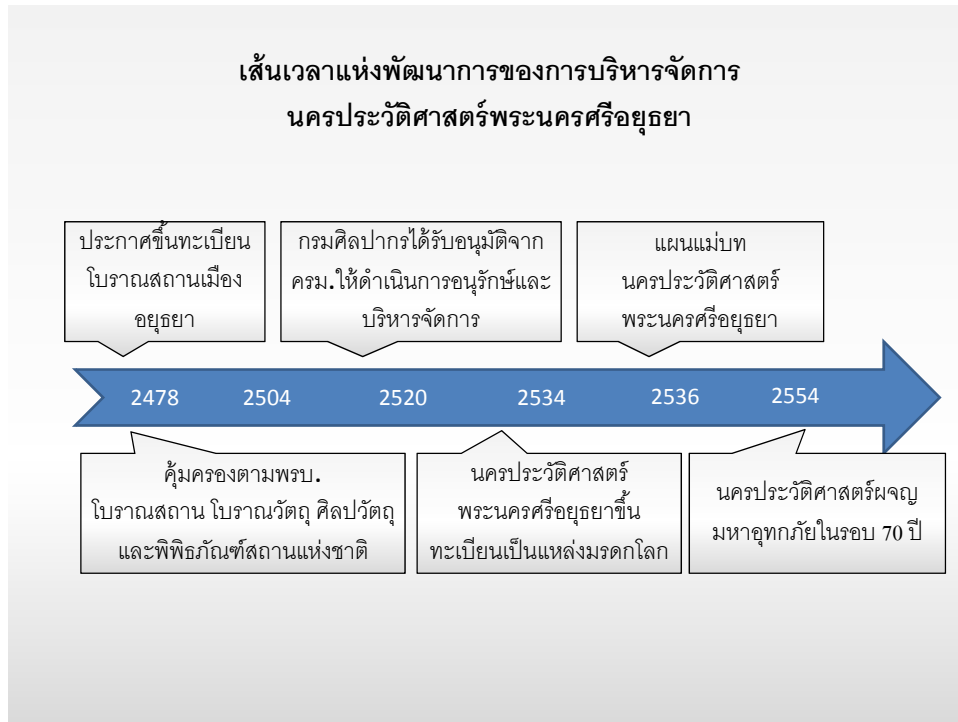 เส้นเวลาแห่งพัฒนาการของการบริหารจัดการ
นครประวัติศาสตร์พระนครศรีอยุธยา
ประกาศขึ้นทะเบียน
โบราณสถานเมือง
อยุธยา
กรมศิลปากรได้รับอนุมัติจาก
ครม.ให้ดำเนินการอนุรักษ์และ
บริหารจัดการ
แผนแม่บท
นครประวัติศาสตร์
พระนครศรีอยุธยา
2478 2504 2520 2534 2536 2554
คุ้มครองตามพรบ.
โบราณสถาน โบราณวัตถุ ศิลปวัตถุ
และพิพิธภัณฑ์สถานแห่งชาติ
นครประวัติศาสตร์
พระนครศรีอยุธยาขึ้น
ทะเบียนเป็นแหล่งมรดกโลก
นครประวัติศาสตร์ผจญ
มหาอุทกภัยในรอบ 70 ปี